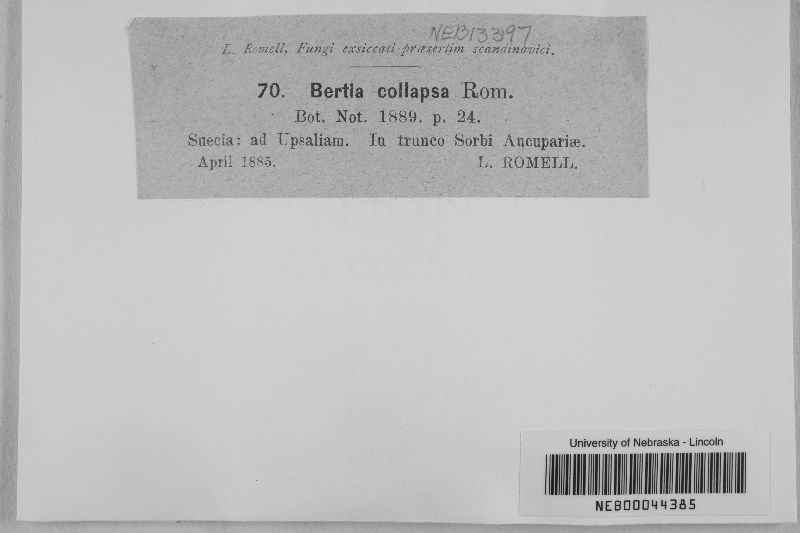 NEB13397
L. Romell, Fungi exsiccati præsertim scandinavici.
70. Bertia collapsa Rom.
Bot. Not. 1889. p. 24.
Suecia: ad Upsaliam. In trunco Sorbi Aucupariæ.
April 1885. L. ROMELL.
University of Nebraska - Lincoln
NEB00044385